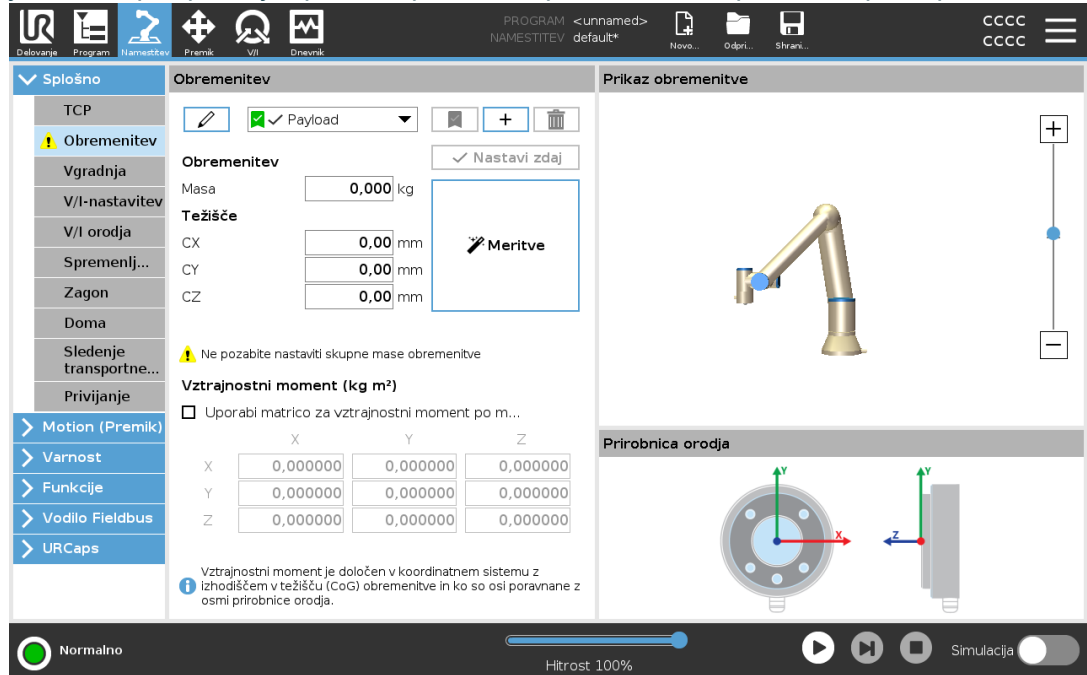 PROGRAM <unnamed>
NAMESTITEV default*
CCCC
CCCC
Delovanje Program Namestitev Premik V/I Dnevnik Novo... Odpri... Shrani...
Splošno
TCP
Obremenitev
Vgradnja
V/I-nastavitev
V/I orodja
Spremenlj...
Zagon
Doma
Sledenje
transportne...
Privijanje
Motion (Premik)
Varnost
Funkcije
Vodilo Fieldbus
URCaps
Obremenitev
Payload
Nastavi zdaj
Obremenitev
Masa 0,000 kg
Težišče
CX 0,00 mm
CY 0,00 mm
CZ 0,00 mm
Meritve
Ne pozabite nastaviti skupne mase obremenitve
Vztrajnostni moment (kg m²)
Uporabi matrico za vztrajnostni moment po m...
X Y Z
X 0,000000 0,000000 0,000000
Y 0,000000 0,000000 0,000000
Z 0,000000 0,000000 0,000000
Vztrajnostni moment je določen v koordinatnem sistemu z
izhodiščem v težišču (CoG) obremenitve in ko so osi poravnane z
osmi prirobnice orodja.
Prikaz obremenitve
Prirobnica orodja
Y
X
Y
Z
Normalno
Hitrost 100%
Simulacija